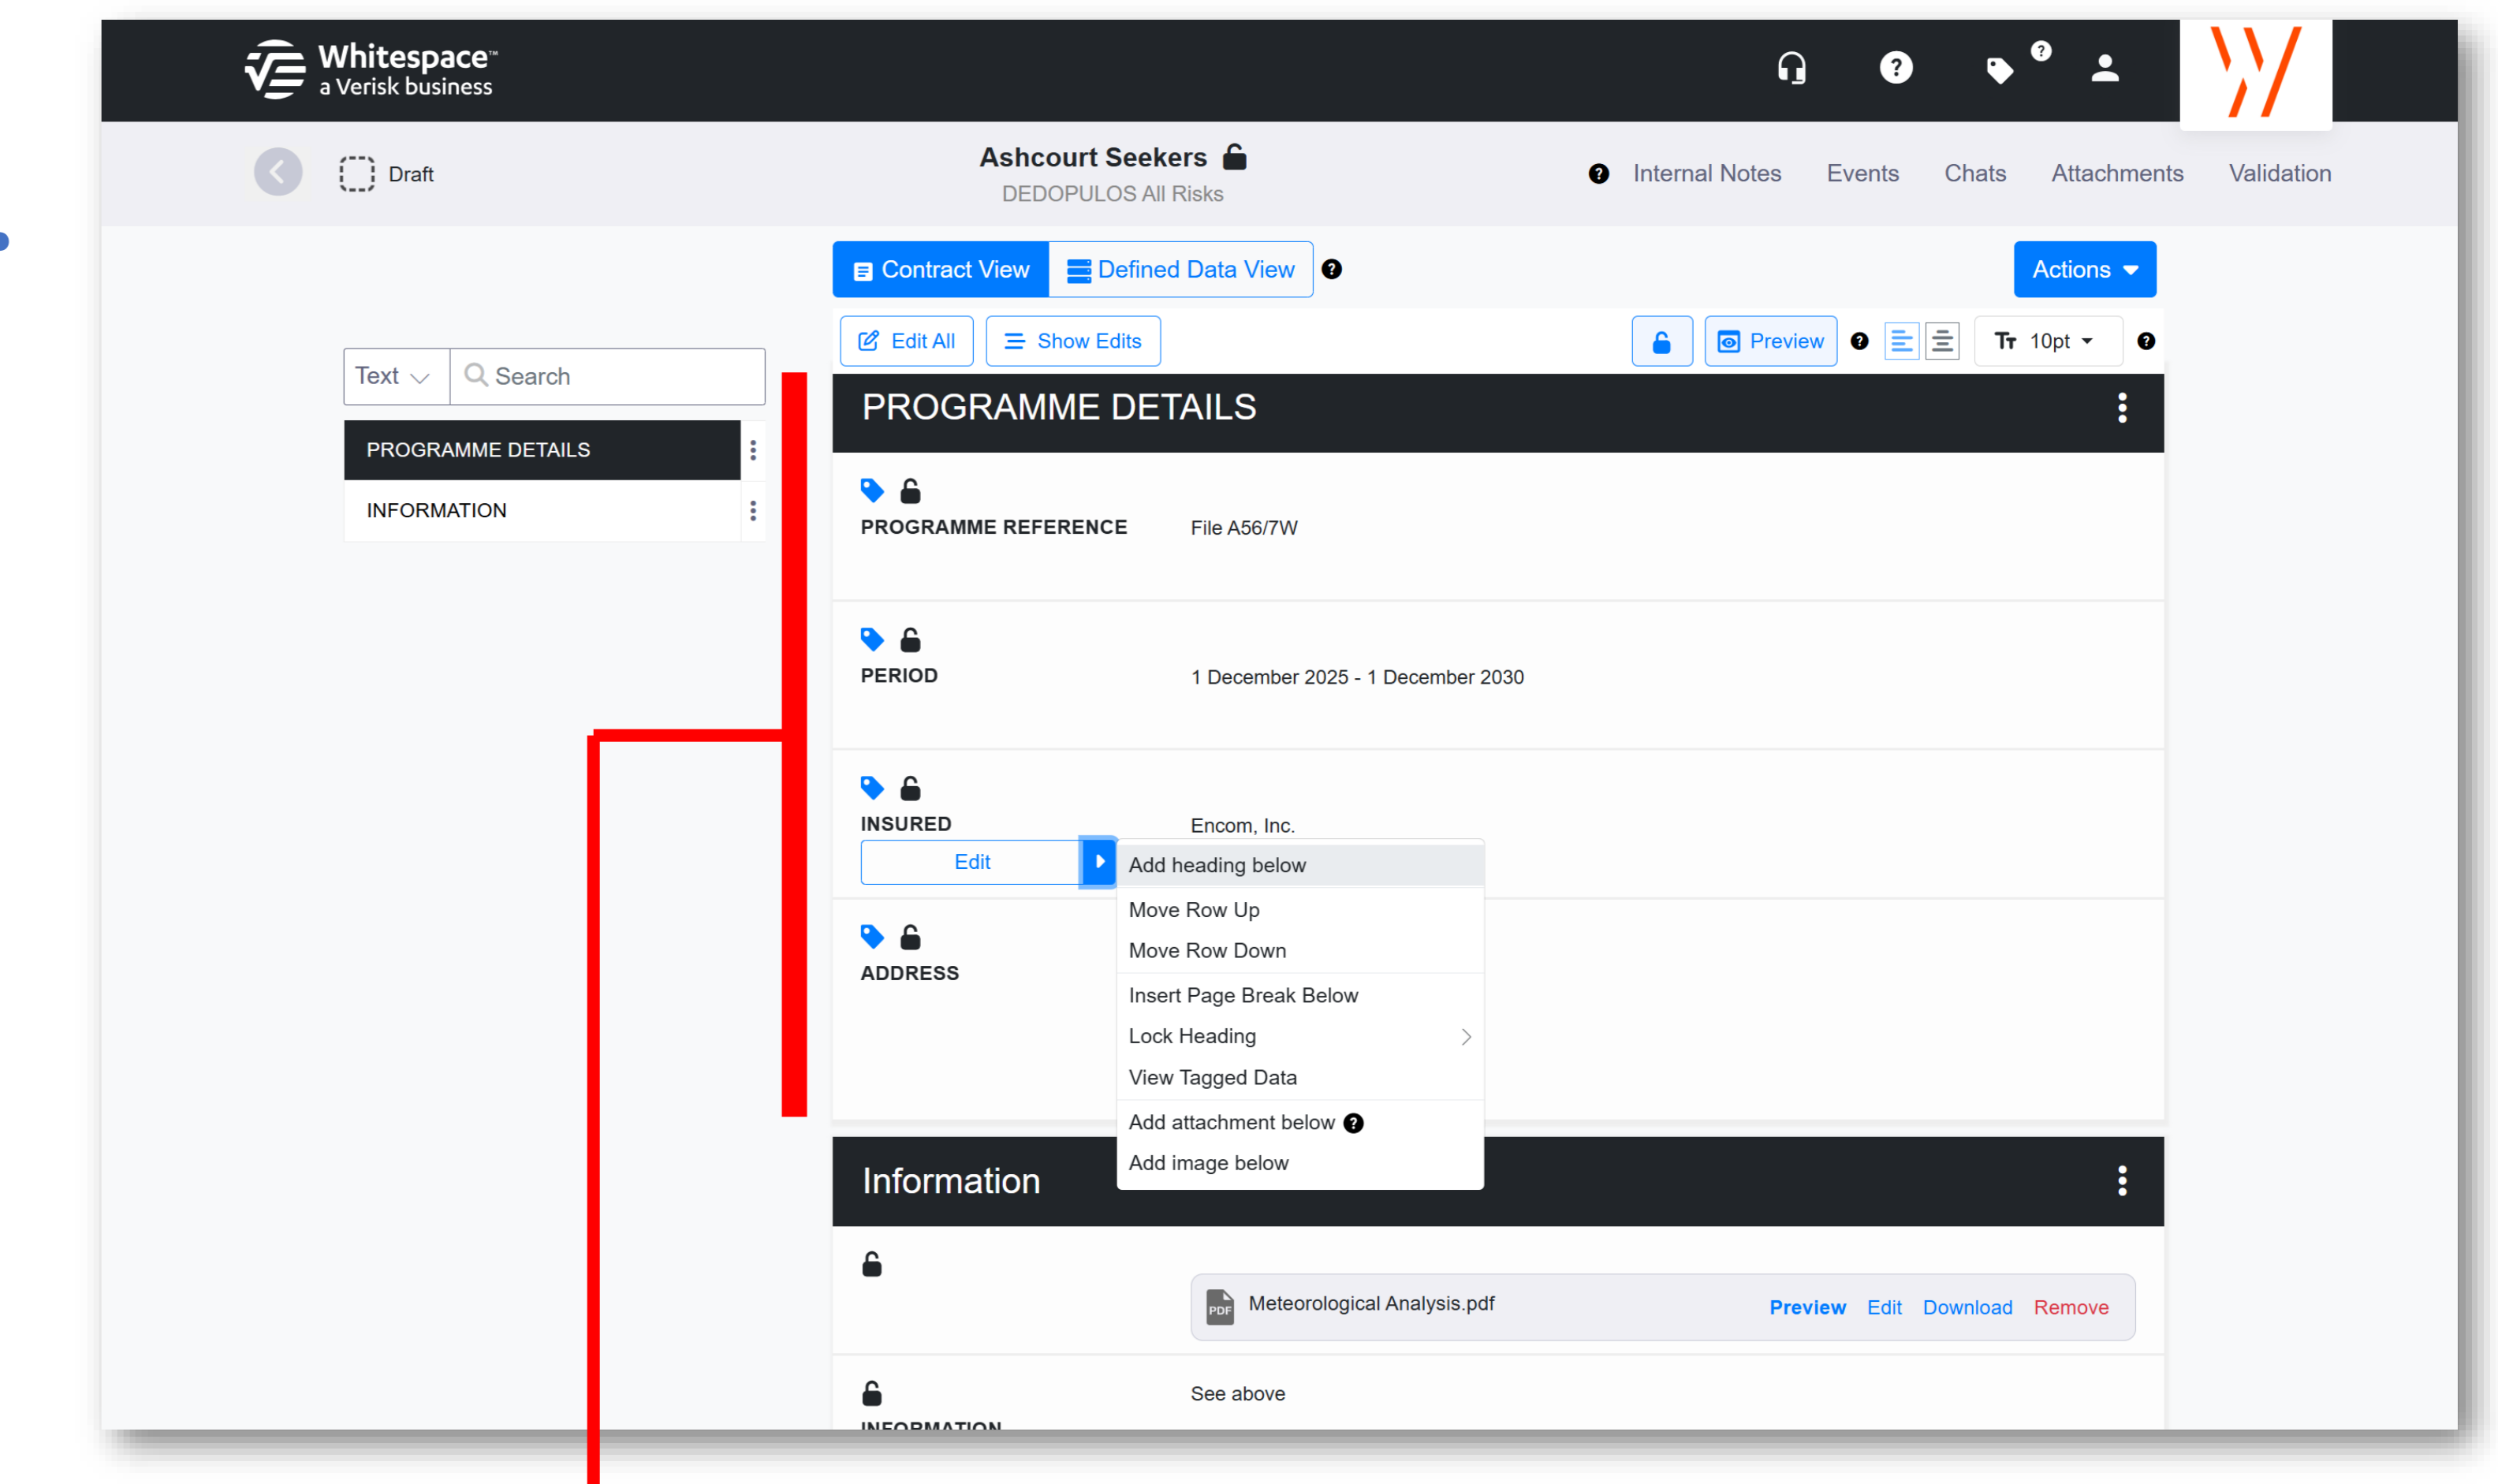 Whitespace™
a Verisk business
?
?
Draft
Ashcourt Seekers
DEDOPULOS All Risks
? Internal Notes Events Chats Attachments Validation
Contract View Defined Data View ?
Actions
Edit All Show Edits
Preview ? Tт 10pt ?
Text Search
PROGRAMME DETAILS
INFORMATION
PROGRAMME DETAILS
PROGRAMME REFERENCE File A56/7W
PERIOD 1 December 2025 - 1 December 2030
INSURED Encom, Inc.
Edit
Add heading below
Move Row Up
Move Row Down
ADDRESS
Insert Page Break Below
Lock Heading
View Tagged Data
Add attachment below ?
Add image below
Information
PDF Meteorological Analysis.pdf Preview Edit Download Remove
See above
INFORMATION